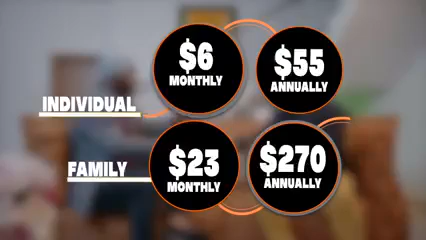 $6
MONTHLY
$55
ANNUALLY
INDIVIDUAL
FAMILY
$23
MONTHLY
$270
ANNUALLY